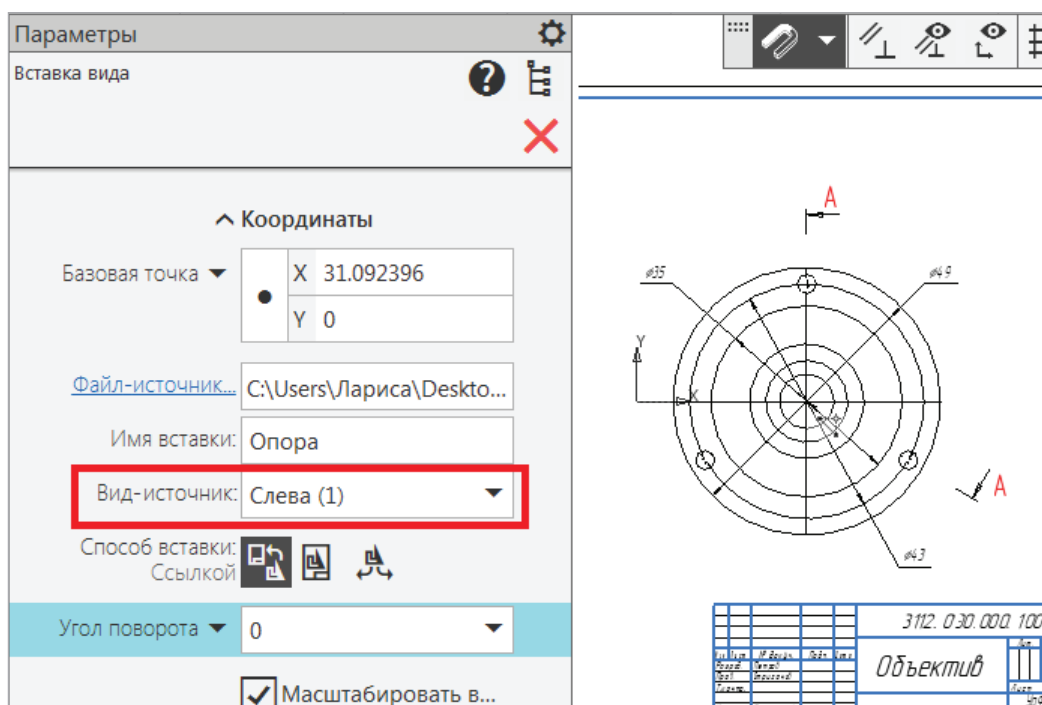 Параметры
Вставка вида
Координаты
Базовая точка
X 31.092396
Y 0
Файл-источник... C:\Users\Лариса\Deskto...
Имя вставки: Опора
Вид-источник: Слева (1)
Способ вставки:
Ссылкой
Угол поворота 0
Масштабировать в...
А
ø35
ø49
Y
X
А
ø43
3112. 030.000. 100
Объектив